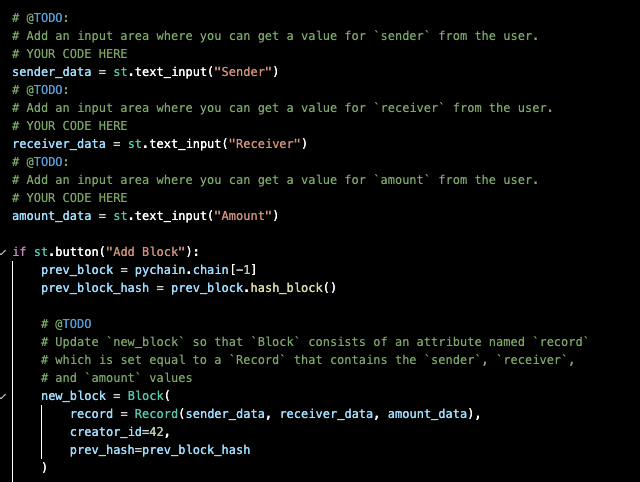 # @TODO:
# Add an input area where you can get a value for `sender` from the user.
# YOUR CODE HERE
sender_data = st.text_input("Sender")
# @TODO:
# Add an input area where you can get a value for `receiver` from the user.
# YOUR CODE HERE
receiver_data = st.text_input("Receiver")
# @TODO:
# Add an input area where you can get a value for `amount` from the user.
# YOUR CODE HERE
amount_data = st.text_input("Amount")

if st.button("Add Block"):
    prev_block = pychain.chain[-1]
    prev_block_hash = prev_block.hash_block()

    # @TODO
    # Update `new_block` so that `Block` consists of an attribute named `record`
    # which is set equal to a `Record` that contains the `sender`, `receiver`,
    # and `amount` values
    new_block = Block(
        record = Record(sender_data, receiver_data, amount_data),
        creator_id=42,
        prev_hash=prev_block_hash
    )